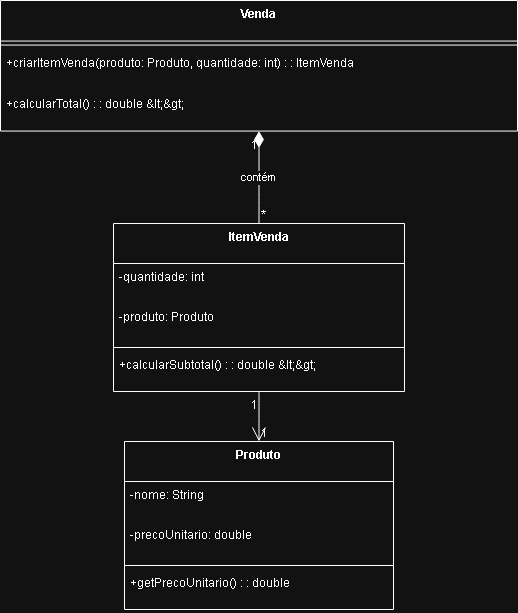 Venda
+criarItemVenda(produto: Produto, quantidade: int) : : ItemVenda
+calcularTotal() : : double &lt;&gt;
1
contém
*
ItemVenda
-quantidade: int
-produto: Produto
+calcularSubtotal() : : double &lt;&gt;
1
1
Produto
-nome: String
-precoUnitario: double
+getPrecoUnitario() : : double